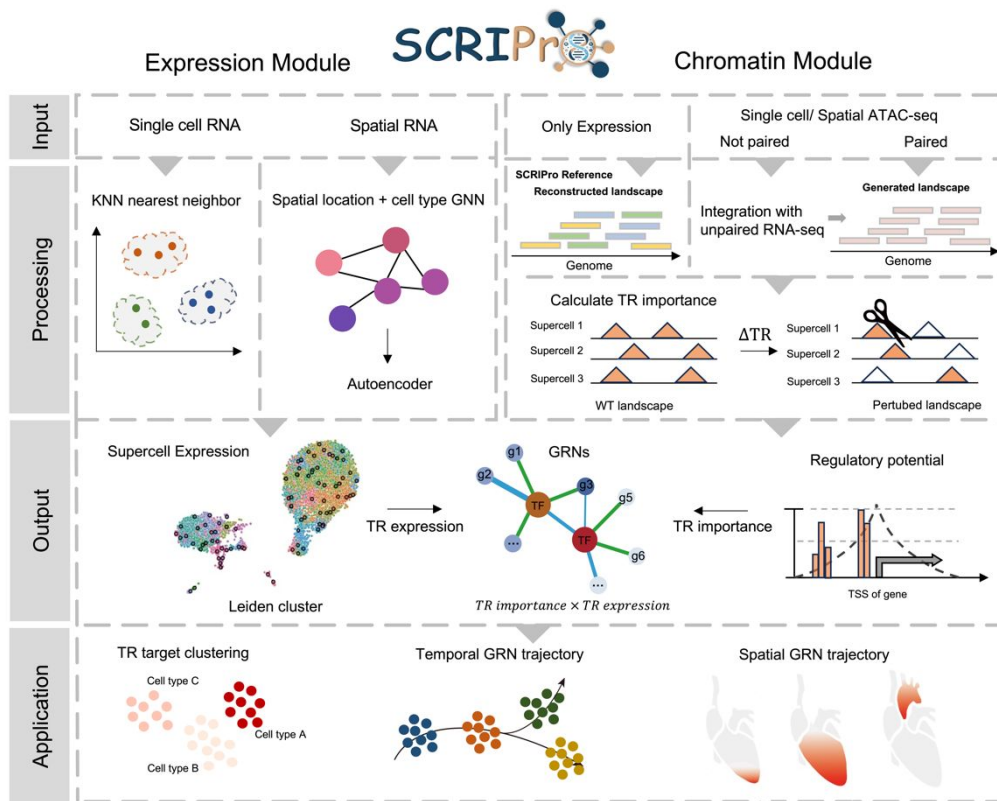 SCRIPro
Expression Module
Chromatin Module
Input
Single cell RNA
Spatial RNA
Only Expression
Single cell/ Spatial ATAC-seq
Not paired
Paired
Processing
KNN nearest neighbor
Spatial location + cell type GNN
Autoencoder
SCRIPro Reference
Reconstructed landscape
Genome
Integration with
unpaired RNA-seq
Generated landscape
Genome
Calculate TR importance
Supercell 1
Supercell 2
Supercell 3
WT landscape
ΔTR
Supercell 1
Supercell 2
Supercell 3
Pertubed landscape
Output
Supercell Expression
Leiden cluster
TR expression
GRNs
g1
g2
g3
g5
TF
TF
...
g6
...
TR importance × TR expression
TR importance
Regulatory potential
TSS of gene
Application
TR target clustering
Cell type C
Cell type A
Cell type B
Temporal GRN trajectory
Spatial GRN trajectory